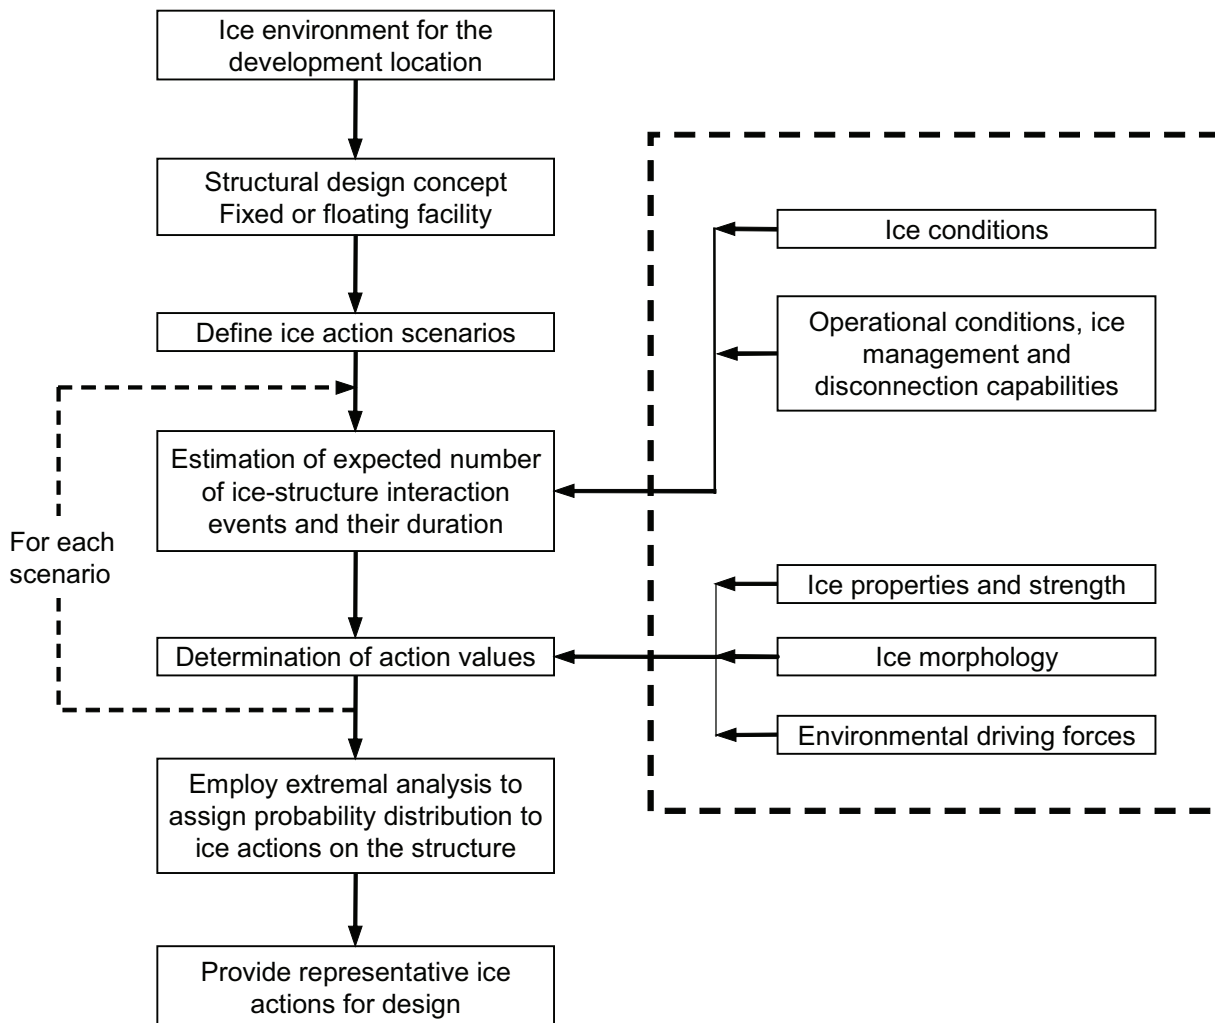 Ice environment for the
development location
Structural design concept
Fixed or floating facility
Define ice action scenarios
Estimation of expected number
of ice-structure interaction
events and their duration
For each
scenario
Determination of action values
Employ extremal analysis to
assign probability distribution to
ice actions on the structure
Provide representative ice
actions for design
Ice conditions
Operational conditions, ice
management and
disconnection capabilities
Ice properties and strength
Ice morphology
Environmental driving forces